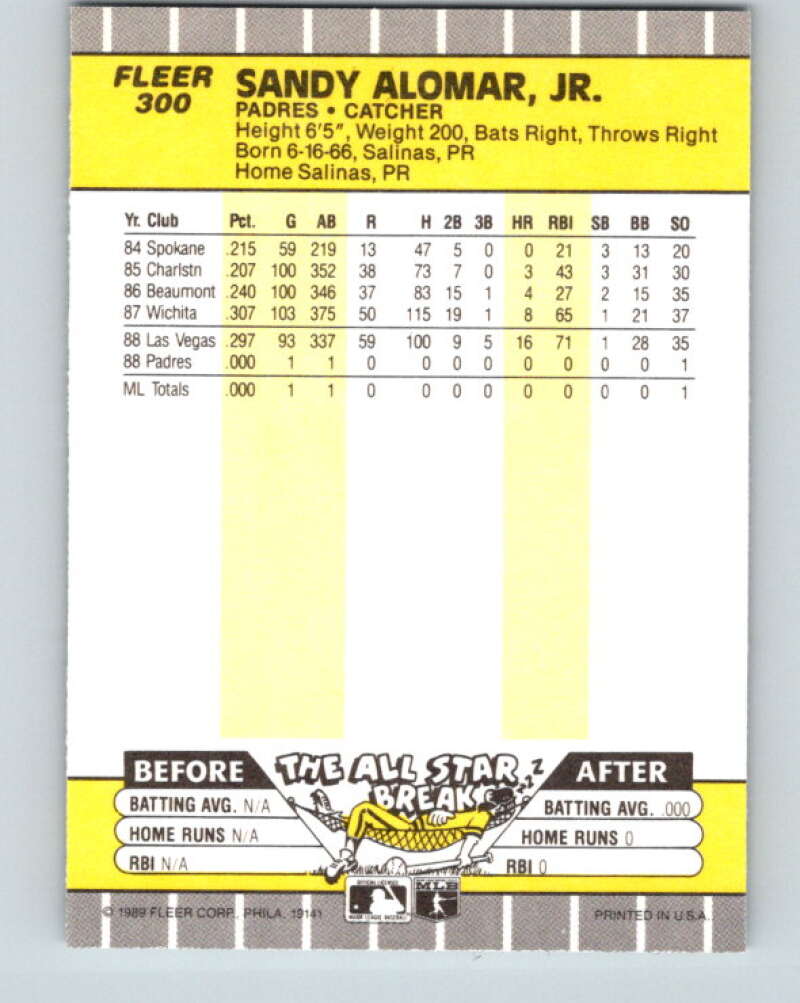 FLEER
300
SANDY ALOMAR, JR.
PADRES • CATCHER
Height 6'5", Weight 200, Bats Right, Throws Right
Born 6-16-66, Salinas, PR
Home Salinas, PR
Yr. Club Pct. G AB R H 2B 3B HR RBI SB BB SO
84 Spokane .215 59 219 13 47 5 0 0 21 3 13 20
85 Charlstn .207 100 352 38 73 7 0 3 43 3 31 30
86 Beaumont .240 100 346 37 83 15 1 4 27 2 15 35
87 Wichita .307 103 375 50 115 19 1 8 65 1 21 37
88 Las Vegas .297 93 337 59 100 9 5 16 71 1 28 35
88 Padres .000 1 1 0 0 0 0 0 0 0 0 1
ML Totals .000 1 1 0 0 0 0 0 0 0 0 1
BEFORE THE ALL STAR BREAK AFTER
ZZZ
BATTING AVG. N/A BATTING AVG. .000
HOME RUNS N/A HOME RUNS 0
RBI N/A RBI 0
MLB
© 1989 FLEER CORP., PHILA. 19141 PRINTED IN U.S.A.